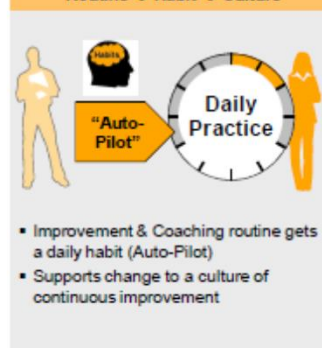 Habits
"Auto-
Pilot"
Daily
Practice
▪ Improvement & Coaching routine gets
a daily habit (Auto-Pilot)
▪ Supports change to a culture of
continuous improvement